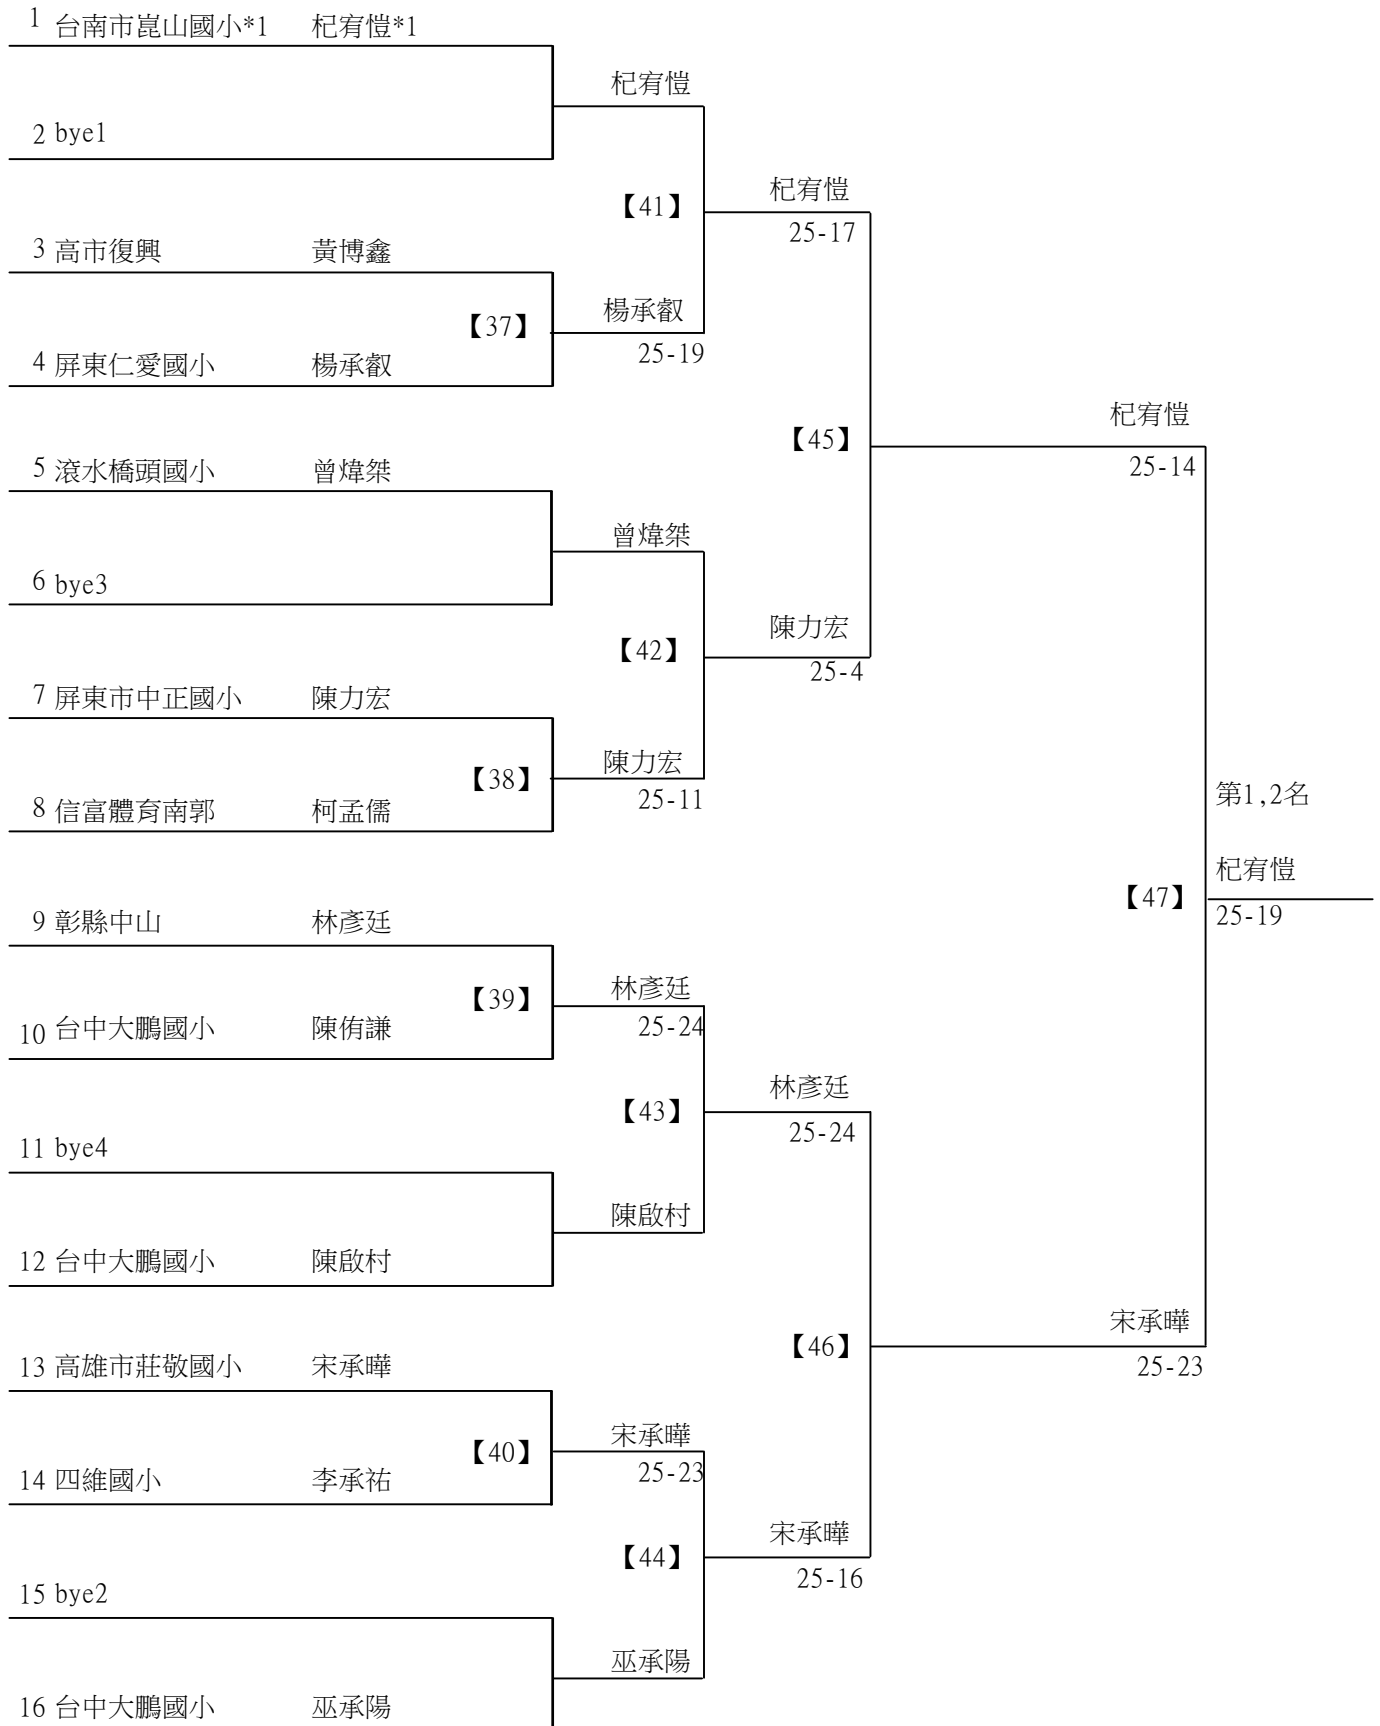 1 台南市崑山國小*1 杞宥愷*1
杞宥愷
2 bye1
杞宥愷
【41】
25-17
3 高市復興 黃博鑫
楊承叡
【37】
25-19
4 屏東仁愛國小 楊承叡
杞宥愷
【45】
25-14
5 滾水橋頭國小 曾煒桀
曾煒桀
6 bye3
陳力宏
【42】
25-4
7 屏東市中正國小 陳力宏
陳力宏
【38】
25-11
8 信富體育南郭 柯孟儒
第1,2名
杞宥愷
【47】
25-19
9 彰縣中山 林彥廷
林彥廷
【39】
25-24
10 台中大鵬國小 陳侑謙
林彥廷
【43】
25-24
11 bye4
陳啟村
12 台中大鵬國小 陳啟村
宋承曄
【46】
25-23
13 高雄市莊敬國小 宋承曄
宋承曄
【40】
25-23
14 四維國小 李承祐
宋承曄
【44】
25-16
15 bye2
巫承陽
16 台中大鵬國小 巫承陽